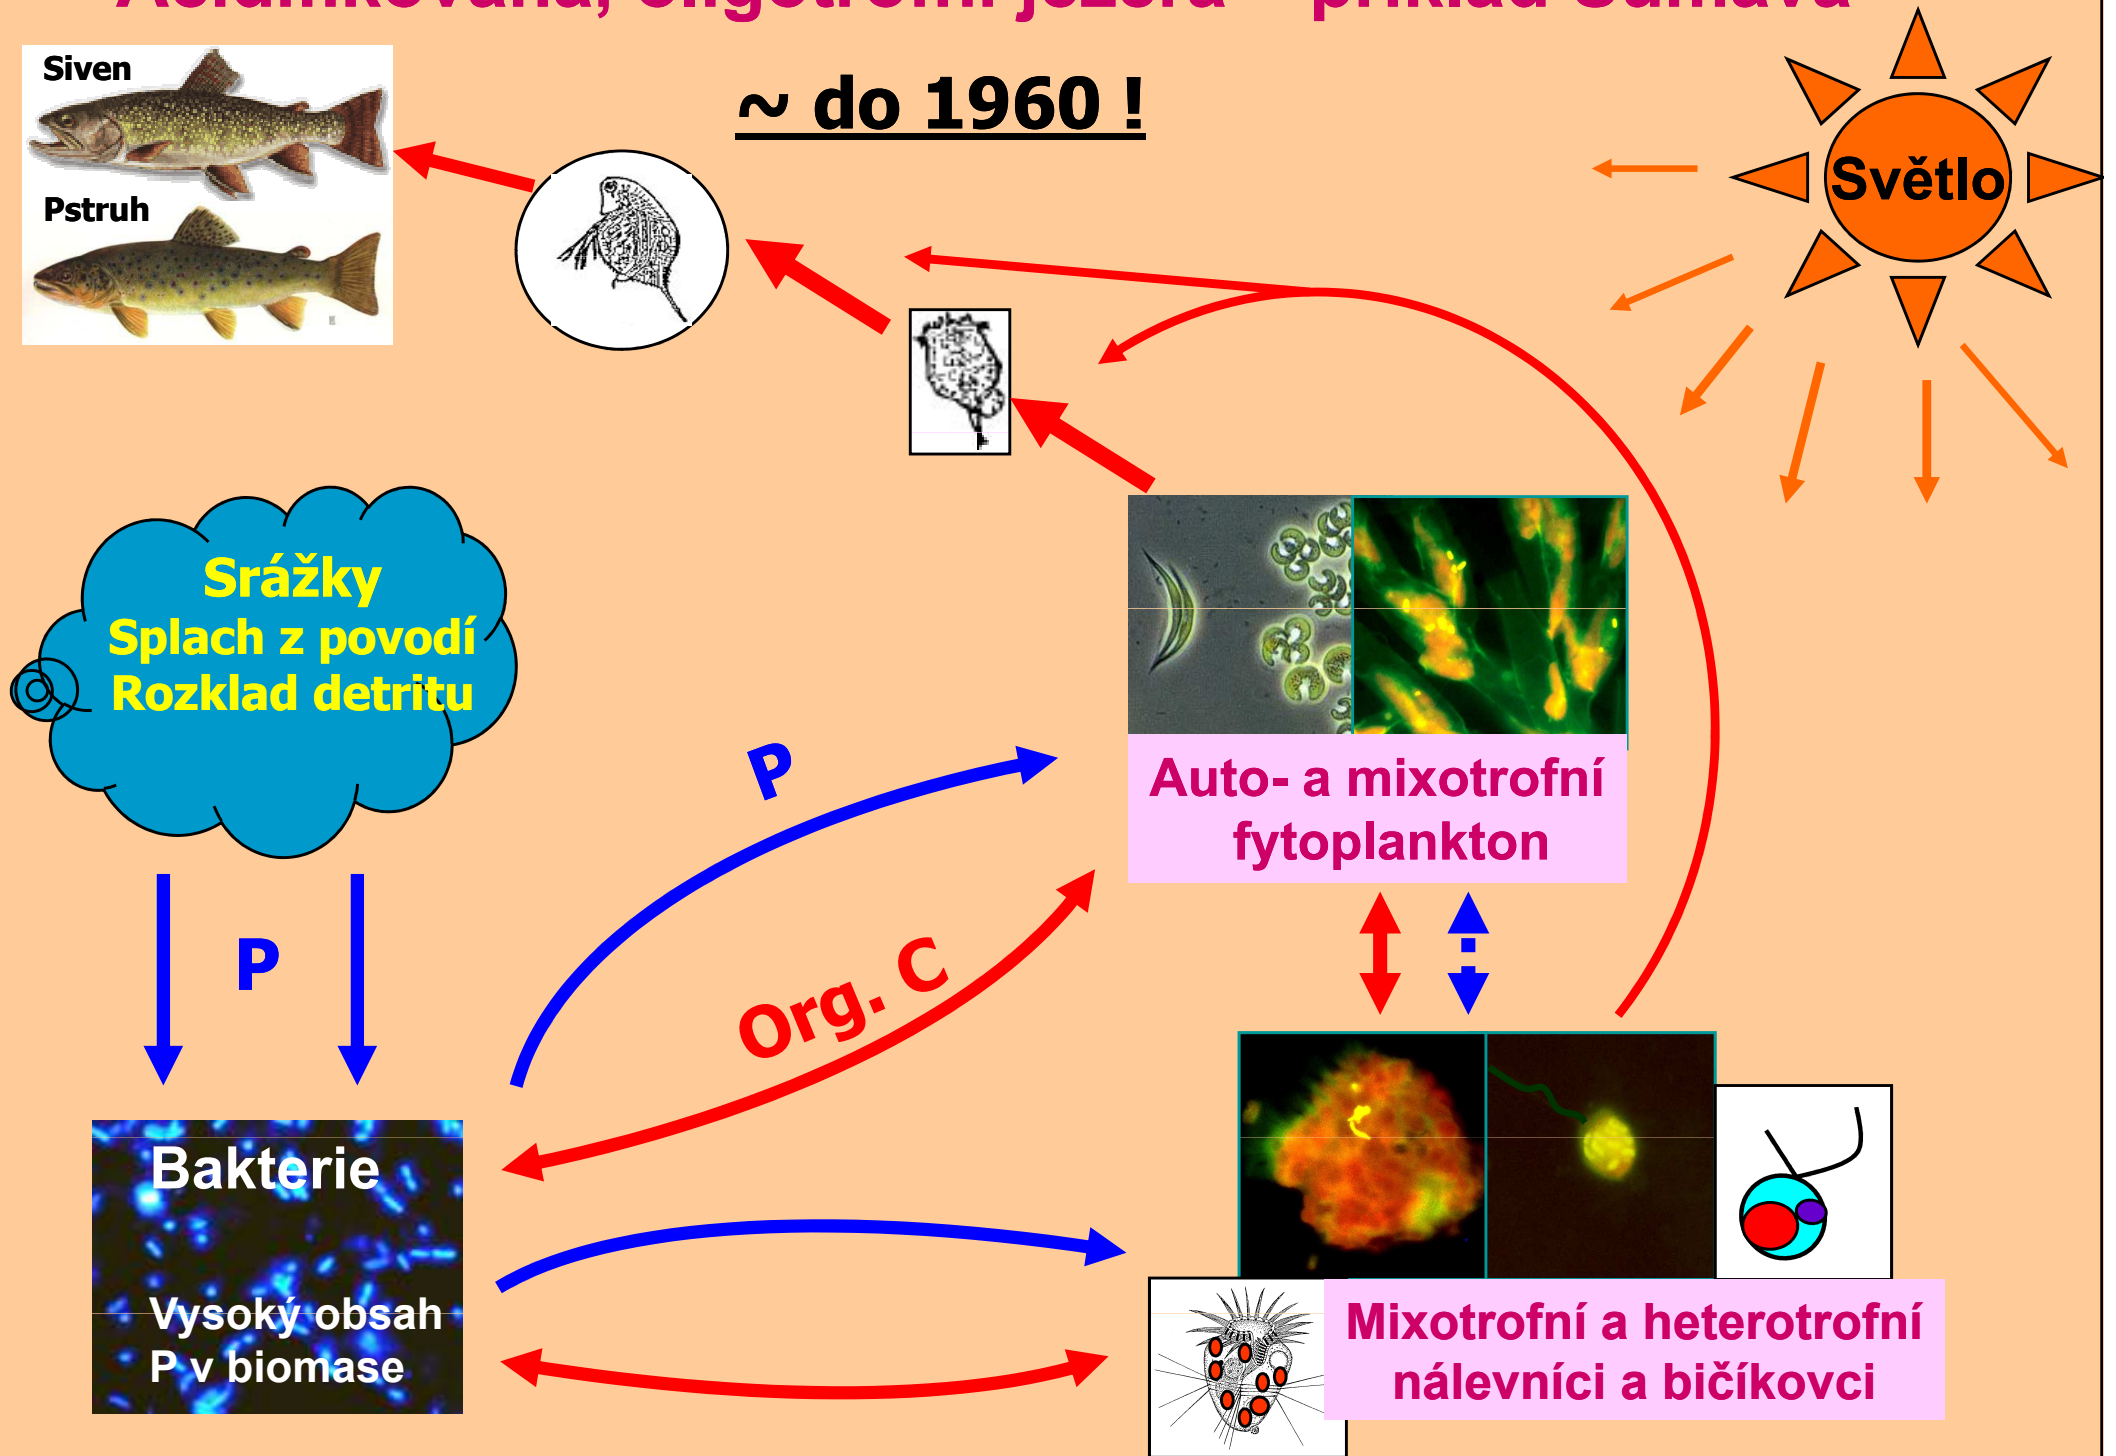 ~ do 1960 !
Siven
Pstruh
Světlo
Srážky
Splach z povodí
Rozklad detritu
P
P
Org. C
Auto- a mixotrofní
fytoplankton
Bakterie
Vysoký obsah
P v biomase
Mixotrofní a heterotrofní
nálevníci a bičíkovci